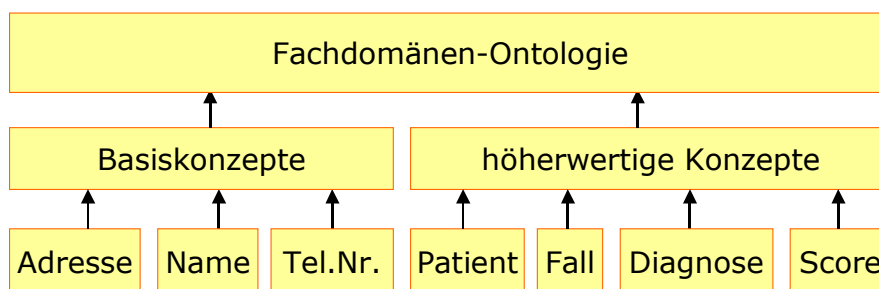 Fachdomänen-Ontologie
Basiskonzepte höherwertige Konzepte
Adresse Name Tel.Nr. Patient Fall Diagnose Score